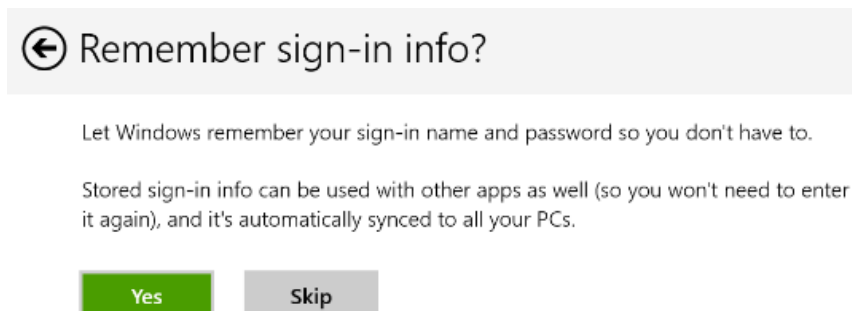 Remember sign-in info?
Let Windows remember your sign-in name and password so you don't have to.
Stored sign-in info can be used with other apps as well (so you won't need to enter
it again), and it's automatically synced to all your PCs.
Yes Skip